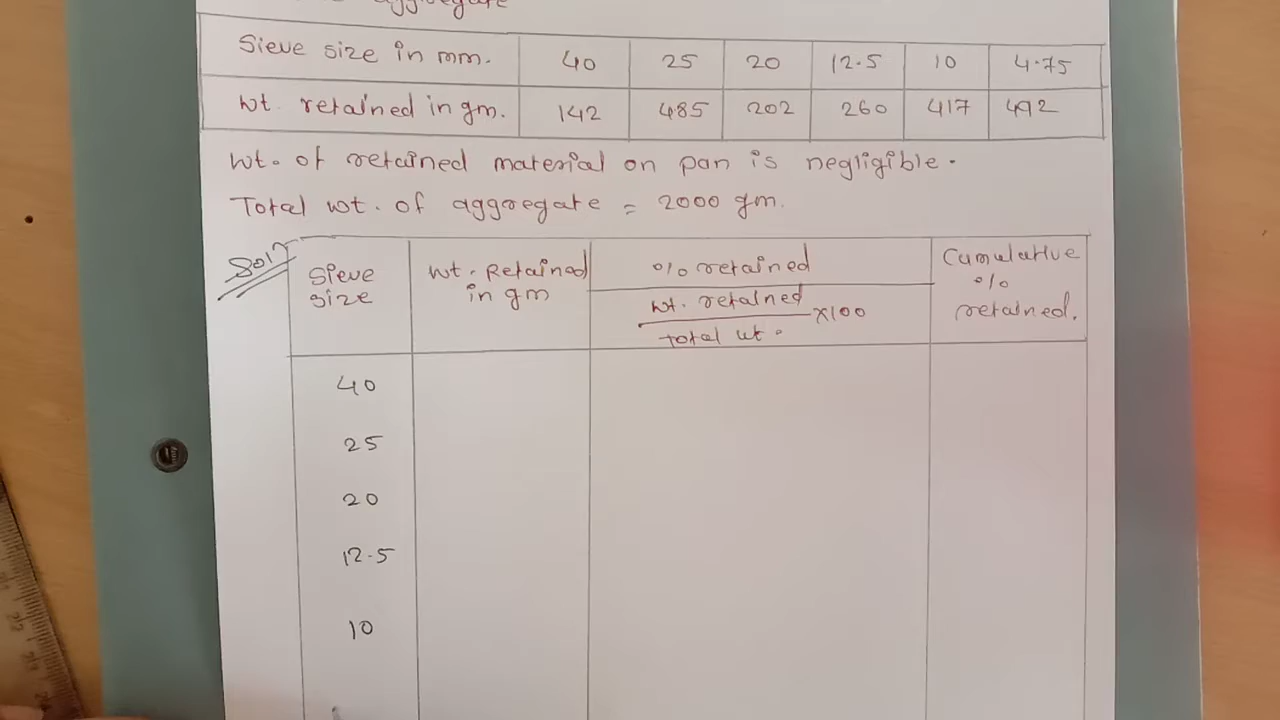 aggregate
Sieve size in mm. 40 25 20 12.5 10 4.75
Wt. retained in gm. 142 485 202 260 417 492
Wt. of retained material on pan is negligible.
Total wt. of aggregate = 2000 gm.
Soln
Sieve size
Wt. Retained in gm
% retained
Wt. retained
total wt.
x100
Cumulative
%
retained.
40
25
20
12.5
10